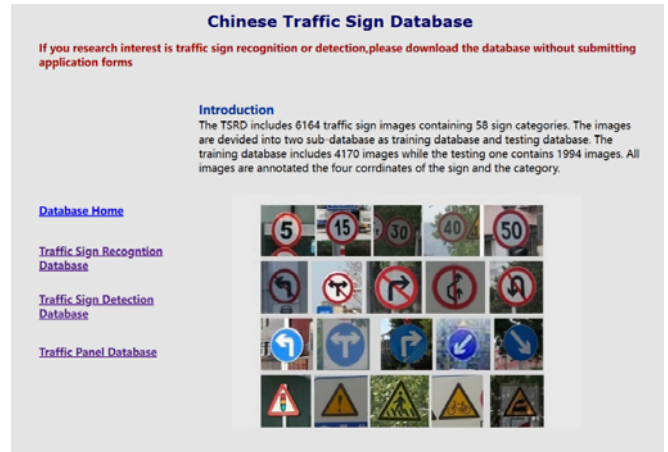 Chinese Traffic Sign Database
If you research interest is traffic sign recognition or detection,please download the database without submitting
application forms
Introduction
The TSRD includes 6164 traffic sign images containing 58 sign categories. The images
are devided into two sub-database as training database and testing database. The
training database includes 4170 images while the testing one contains 1994 images. All
images are annotated the four corrdinates of the sign and the category.
Database Home
Traffic Sign Recogntion
Database
Traffic Sign Detection
Database
Traffic Panel Database
5 15 30 40 50